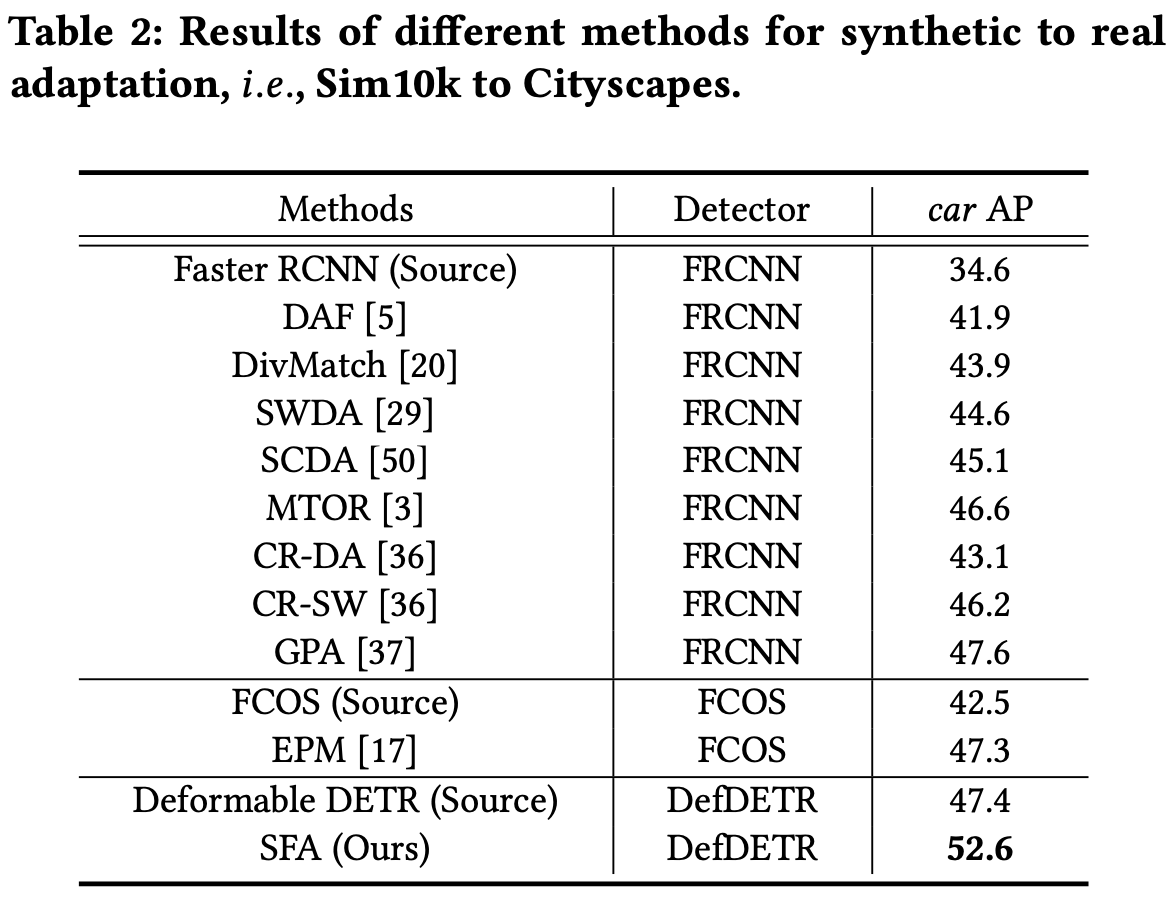 Table 2: Results of different methods for synthetic to real
adaptation, i.e., Sim10k to Cityscapes.
Methods Detector car AP
Faster RCNN (Source) FRCNN 34.6
DAF [5] FRCNN 41.9
DivMatch [20] FRCNN 43.9
SWDA [29] FRCNN 44.6
SCDA [50] FRCNN 45.1
MTOR [3] FRCNN 46.6
CR-DA [36] FRCNN 43.1
CR-SW [36] FRCNN 46.2
GPA [37] FRCNN 47.6
FCOS (Source) FCOS 42.5
EPM [17] FCOS 47.3
Deformable DETR (Source) DefDETR 47.4
SFA (Ours) DefDETR 52.6